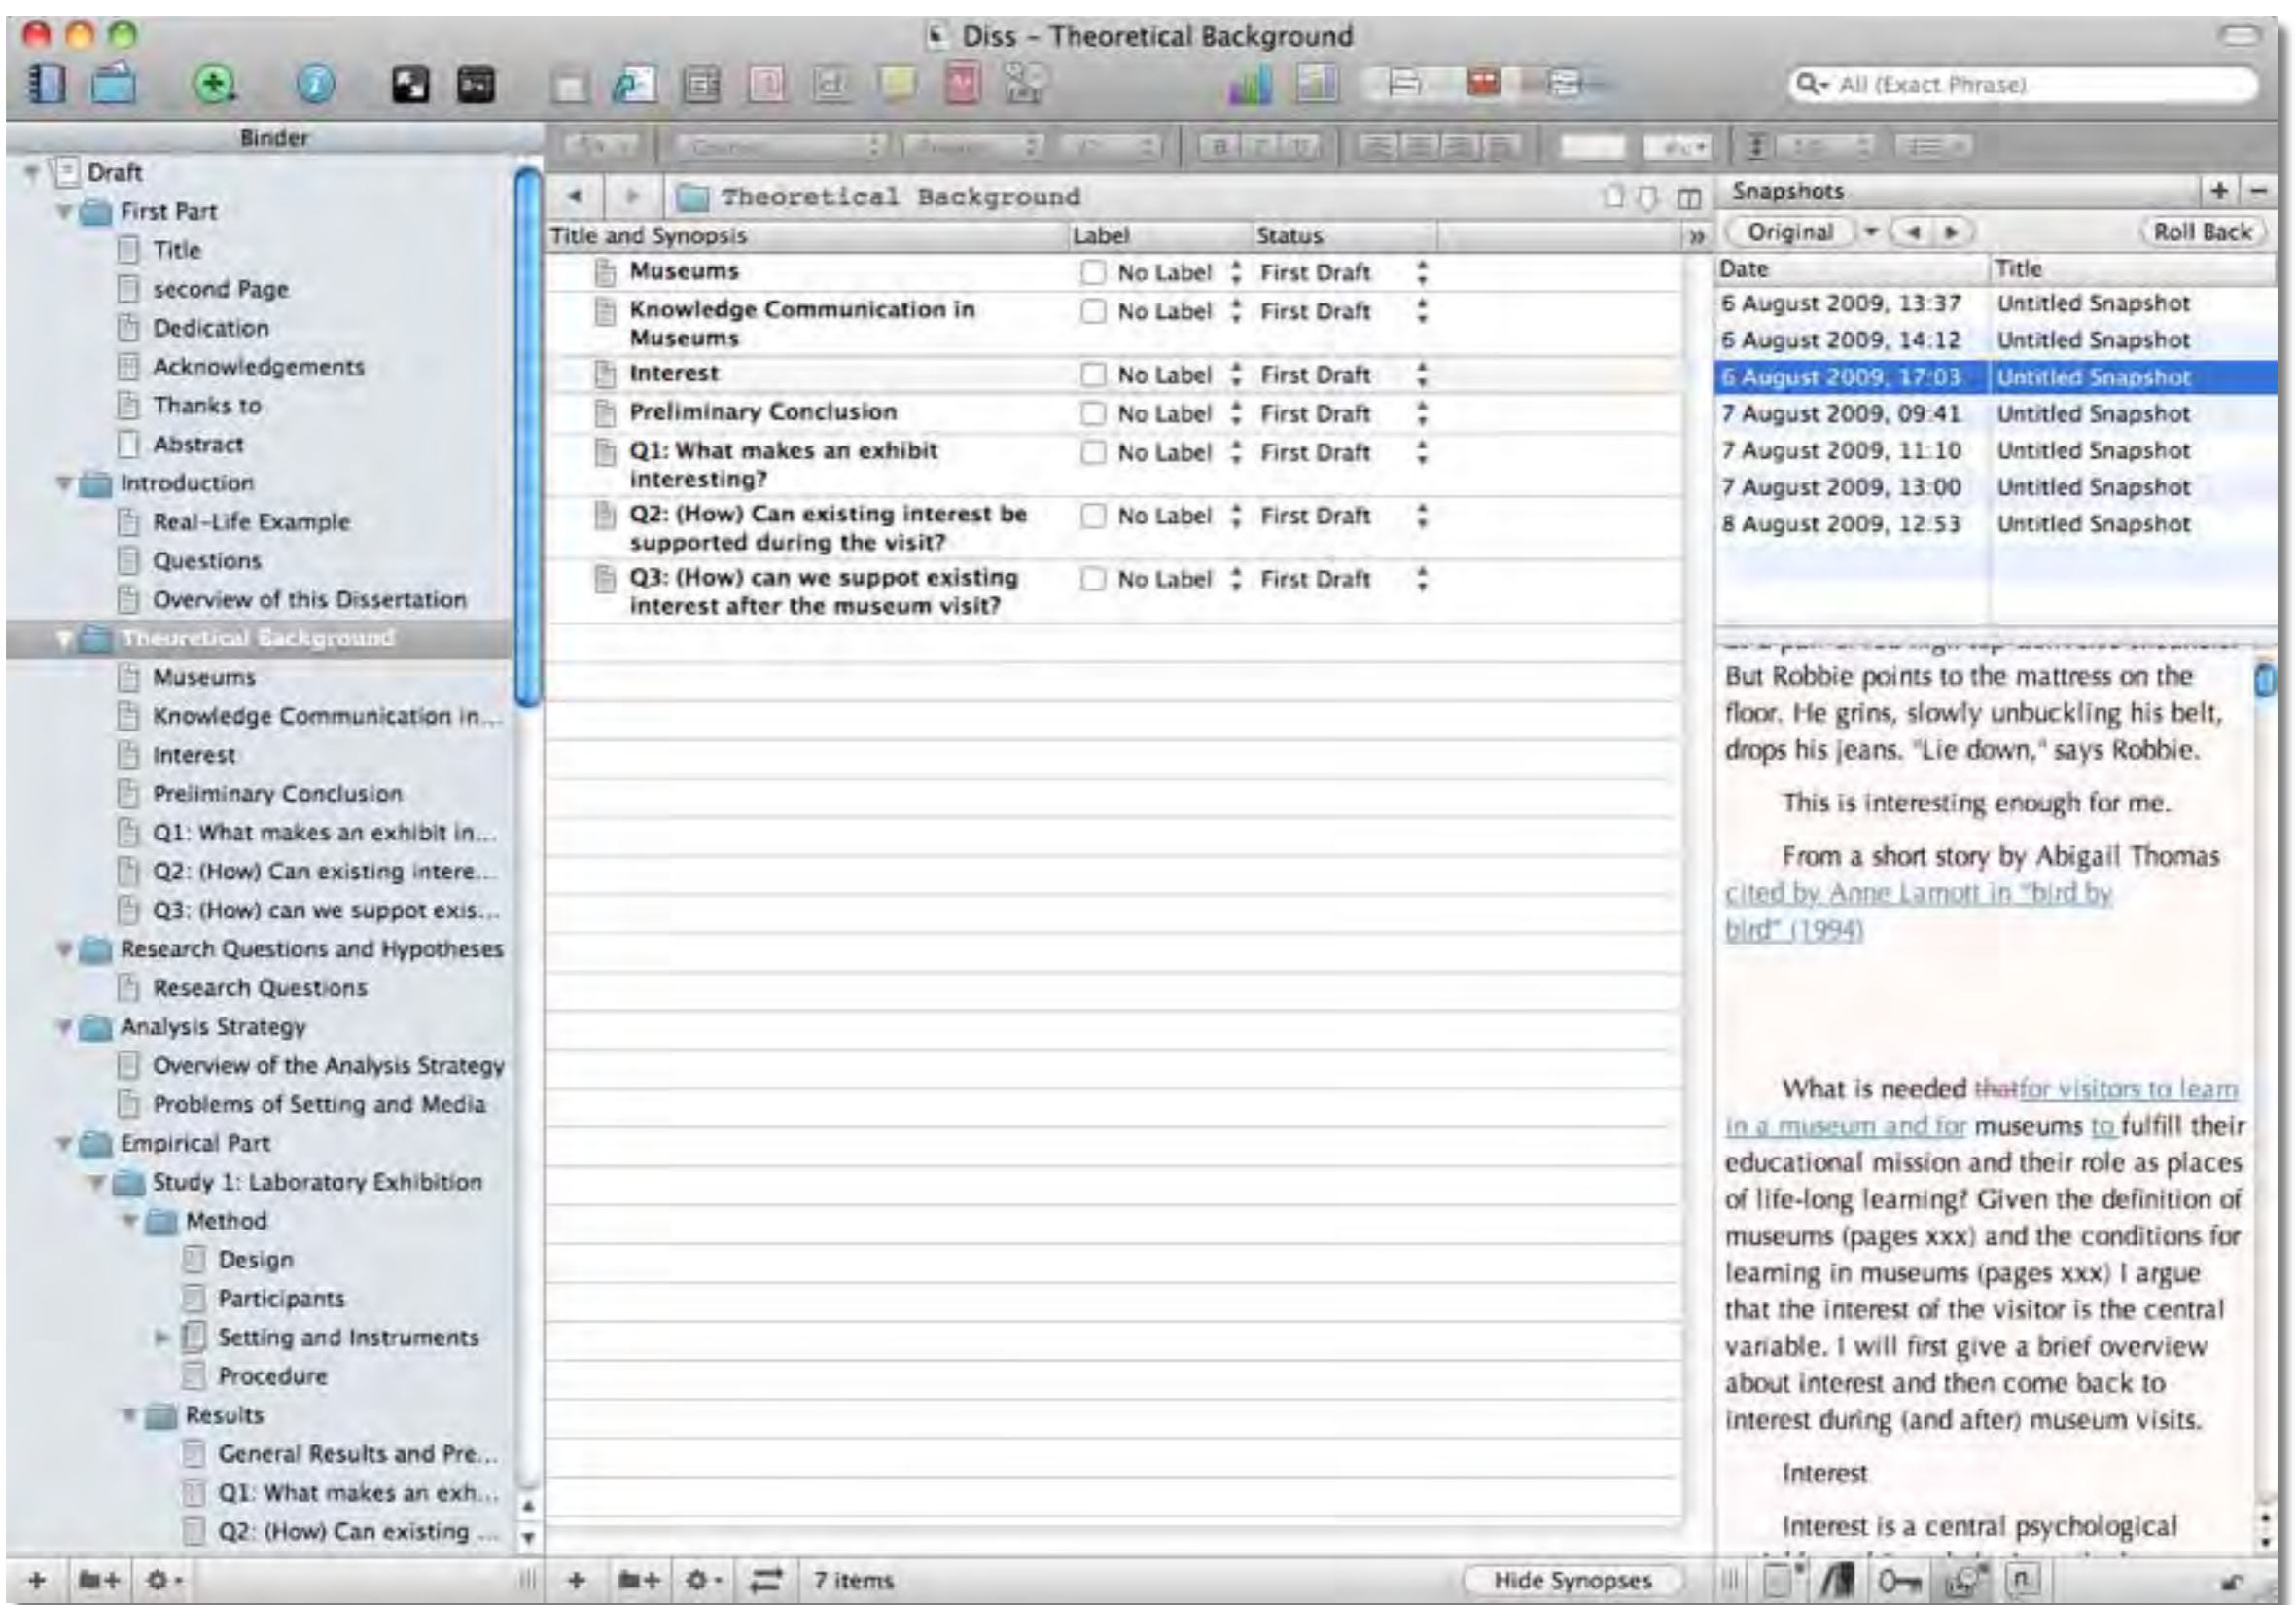 Diss – Theoretical Background
All (Exact Phrase)
Binder
Draft
First Part
Title
second Page
Dedication
Acknowledgements
Thanks to
Abstract
Introduction
Real-Life Example
Questions
Overview of this Dissertation
Theoretical Background
Museums
Knowledge Communication in...
Interest
Preliminary Conclusion
Q1: What makes an exhibit in...
Q2: (How) Can existing intere...
Q3: (How) can we suppot exis...
Research Questions and Hypotheses
Research Questions
Analysis Strategy
Overview of the Analysis Strategy
Problems of Setting and Media
Empirical Part
Study 1: Laboratory Exhibition
Method
Design
Participants
Setting and Instruments
Procedure
Results
General Results and Pre...
Q1: What makes an exh...
Q2: (How) Can existing ...
Theoretical Background
Title and Synopsis Label Status
Museums No Label First Draft
Knowledge Communication in No Label First Draft
Museums
Interest No Label First Draft
Preliminary Conclusion No Label First Draft
Q1: What makes an exhibit No Label First Draft
interesting?
Q2: (How) Can existing interest be No Label First Draft
supported during the visit?
Q3: (How) can we suppot existing No Label First Draft
interest after the museum visit?
7 items
Hide Synopses
Snapshots
Original Roll Back
Date Title
6 August 2009, 13:37 Untitled Snapshot
6 August 2009, 14:12 Untitled Snapshot
6 August 2009, 17:03 Untitled Snapshot
7 August 2009, 09:41 Untitled Snapshot
7 August 2009, 11:10 Untitled Snapshot
7 August 2009, 13:00 Untitled Snapshot
8 August 2009, 12:53 Untitled Snapshot
But Robbie points to the mattress on the
floor. He grins, slowly unbuckling his belt,
drops his jeans. "Lie down," says Robbie.
This is interesting enough for me.
From a short story by Abigail Thomas
cited by Anne Lamott in "bird by
bird" (1994)
What is needed thatfor visitors to learn
in a museum and for museums to fulfill their
educational mission and their role as places
of life-long learning? Given the definition of
museums (pages xxx) and the conditions for
learning in museums (pages xxx) I argue
that the interest of the visitor is the central
variable. I will first give a brief overview
about interest and then come back to
interest during (and after) museum visits.
Interest
Interest is a central psychological